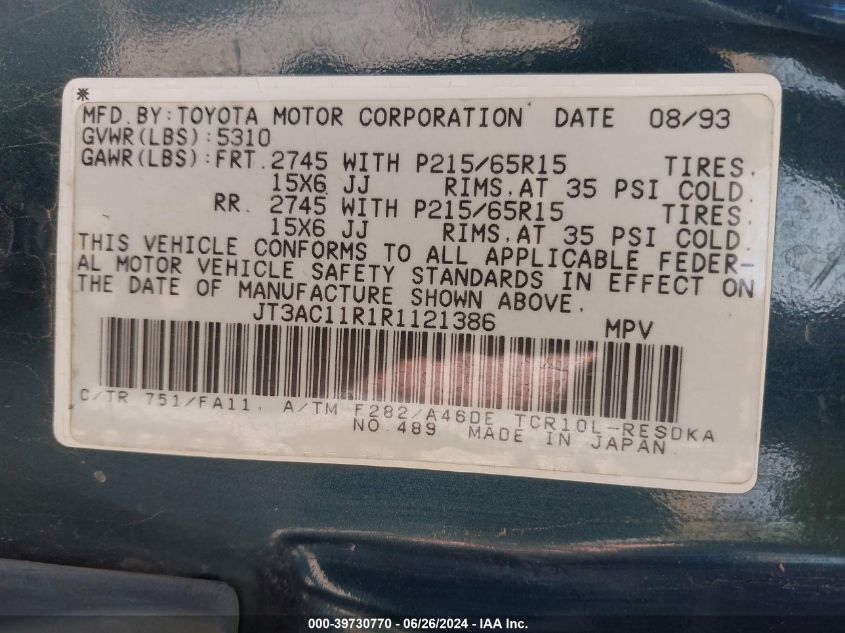 *
MFD.BY:TOYOTA MOTOR CORPORATION DATE 08/93
GVWR(LBS):5310
GAWR(LBS):FRT.2745 WITH P215/65R15 TIRES.
15X6 JJ RIMS,AT 35 PSI COLD.
RR. 2745 WITH P215/65R15 TIRES.
15X6 JJ RIMS,AT 35 PSI COLD.
THIS VEHICLE CONFORMS TO ALL APPLICABLE FEDER-
AL MOTOR VEHICLE SAFETY STANDARDS IN EFFECT ON
THE DATE OF MANUFACTURE SHOWN ABOVE.
JT3AC11R1R1121386 MPV
C/TR 751/FA11, A/TM F282/A46DE TCR10L-RESDKA
NO.489 MADE IN JAPAN
000-39730770 - 06/26/2024 - IAA Inc.